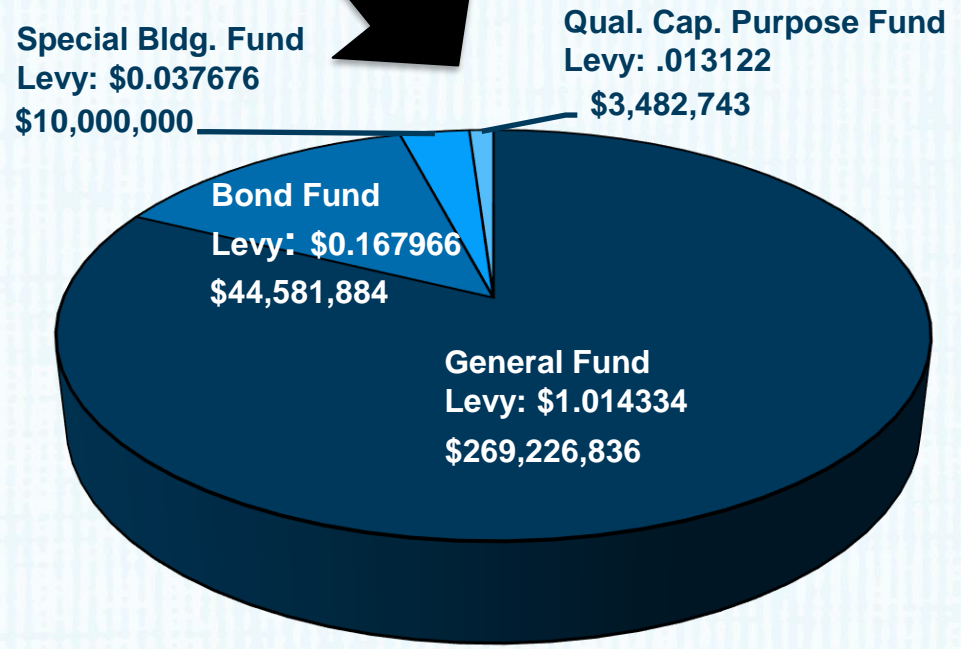 Special Bldg. Fund
Levy: $0.037676
$10,000,000
Qual. Cap. Purpose Fund
Levy: .013122
$3,482,743
Bond Fund
Levy: $0.167966
$44,581,884
General Fund
Levy: $1.014334
$269,226,836